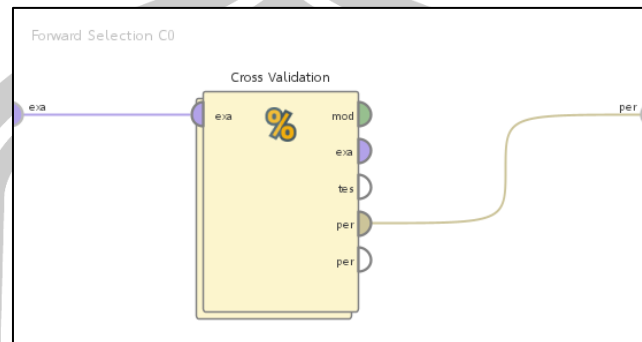 Forward Selection C0
Cross Validation
exa
exa
%
mod
per
exa
tes
per
per